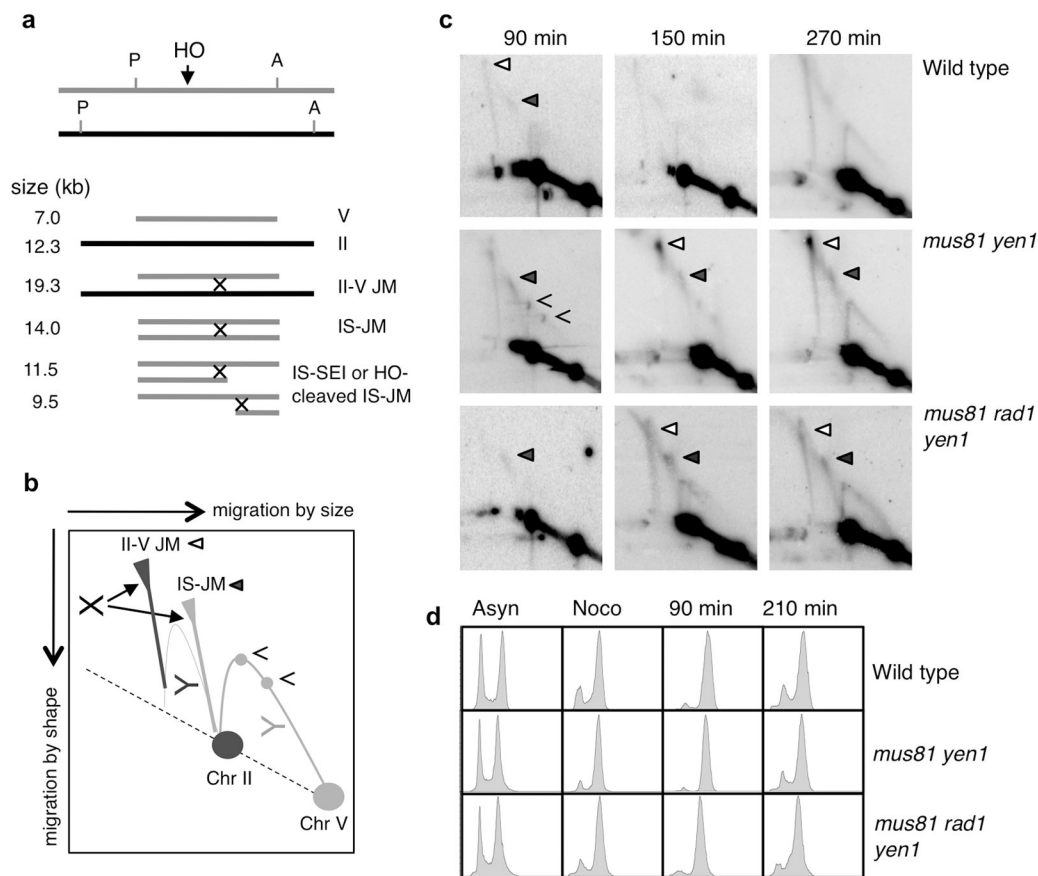 a
HO
P
A
P
A
size (kb)
7.0
V
12.3
II
19.3
II-V JM
14.0
IS-JM
11.5
IS-SEI or HO-
cleaved IS-JM
9.5
b
migration by size
migration by shape
II-V JM
IS-JM
Chr II
Chr V
c
90 min
150 min
270 min
Wild type
mus81 yen1
mus81 rad1
yen1
d
Asyn
Noco
90 min
210 min
Wild type
mus81 yen1
mus81 rad1
yen1